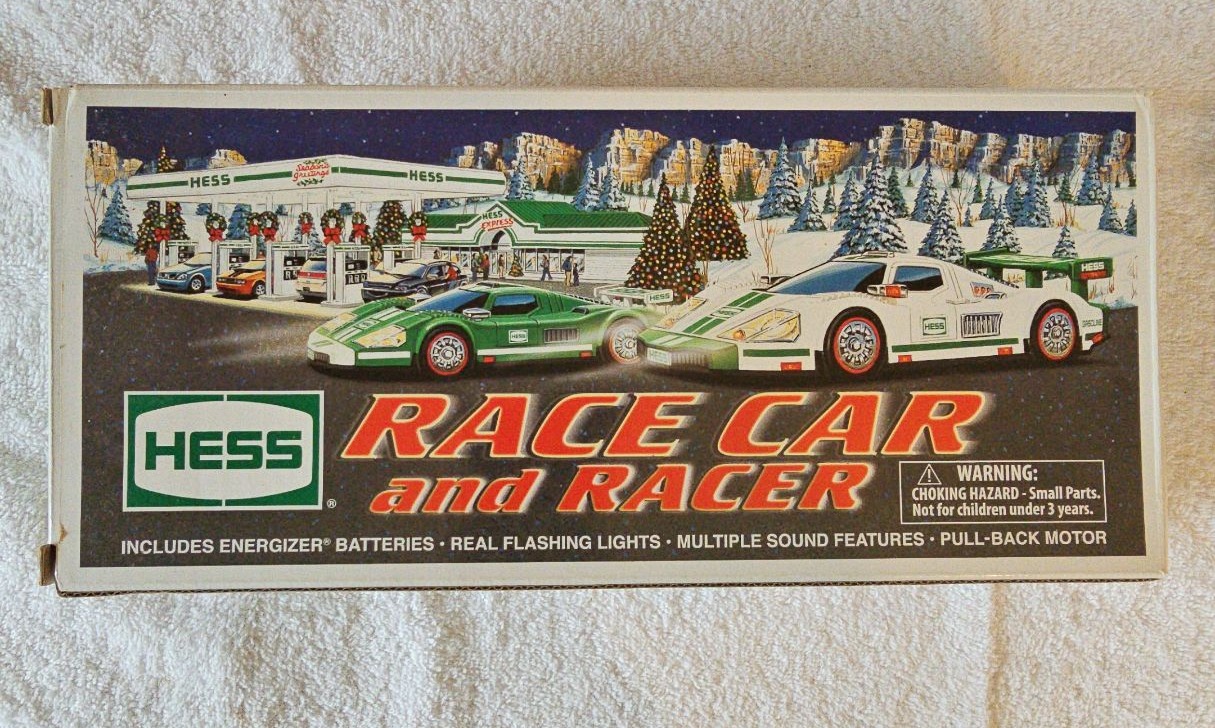 HESS
Season's
Greetings
HESS
HESS
EXPRESS
HESS
HESS
HESS
HESS
GASOLINE
HESS®
RACE CAR
and RACER
WARNING:
CHOKING HAZARD - Small Parts.
Not for children under 3 years.
INCLUDES ENERGIZER® BATTERIES • REAL FLASHING LIGHTS • MULTIPLE SOUND FEATURES • PULL-BACK MOTOR